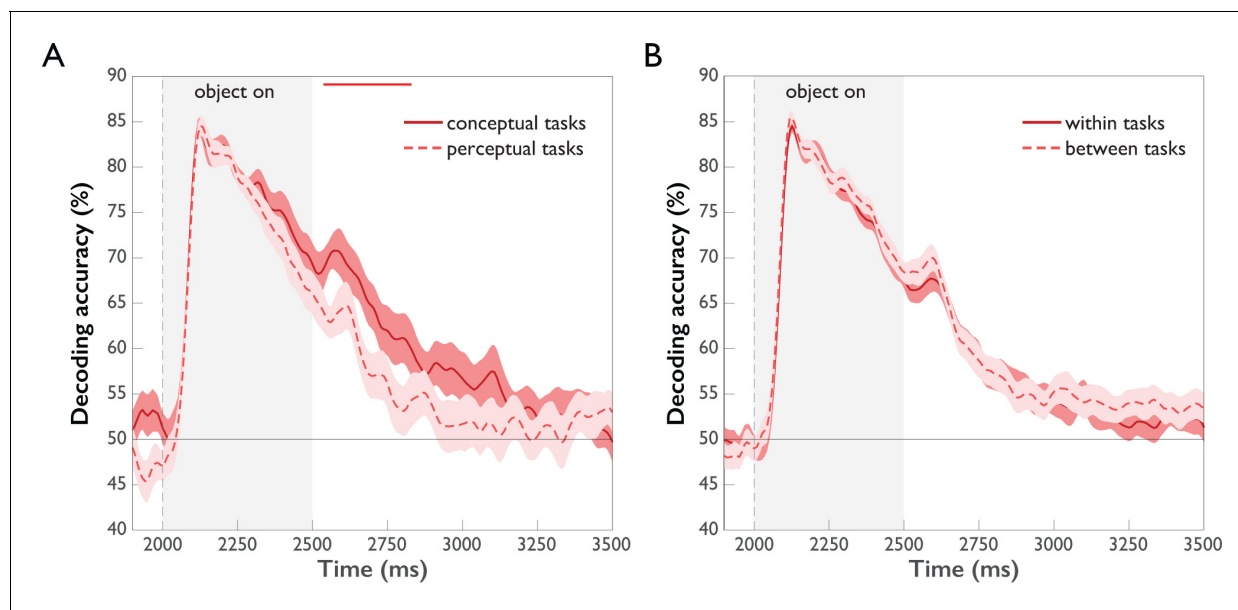 A
90
85
80
75
70
65
60
55
50
45
40
Decoding accuracy (%)
object on
conceptual tasks
perceptual tasks
2000 2250 2500 2750 3000 3250 3500
Time (ms)
B
90
85
80
75
70
65
60
55
50
45
40
Decoding accuracy (%)
object on
within tasks
between tasks
2000 2250 2500 2750 3000 3250 3500
Time (ms)